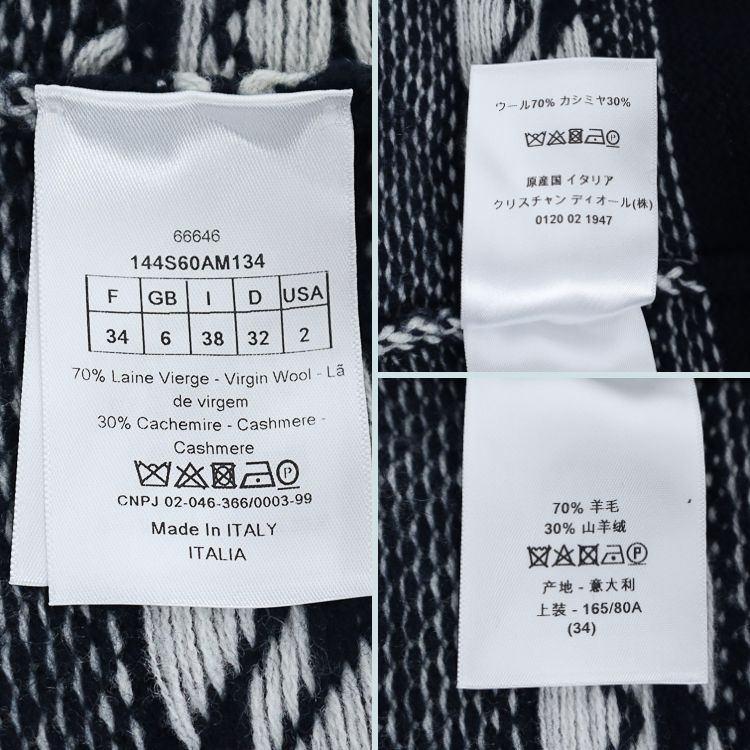 66646
144S60AM134
F GB I D USA
34 6 38 32 2
70% Laine Vierge - Virgin Wool - Lã
de virgem
30% Cachemire - Cashmere -
Cashmere
P
CNPJ 02-046-366/0003-99
Made In ITALY
ITALIA
ウール70% カシミヤ30%
P
原産国 イタリア
クリスチャン ディオール(株)
0120 02 1947
70% 羊毛
30% 山羊绒
P
产地 - 意大利
上装 - 165/80A
(34)